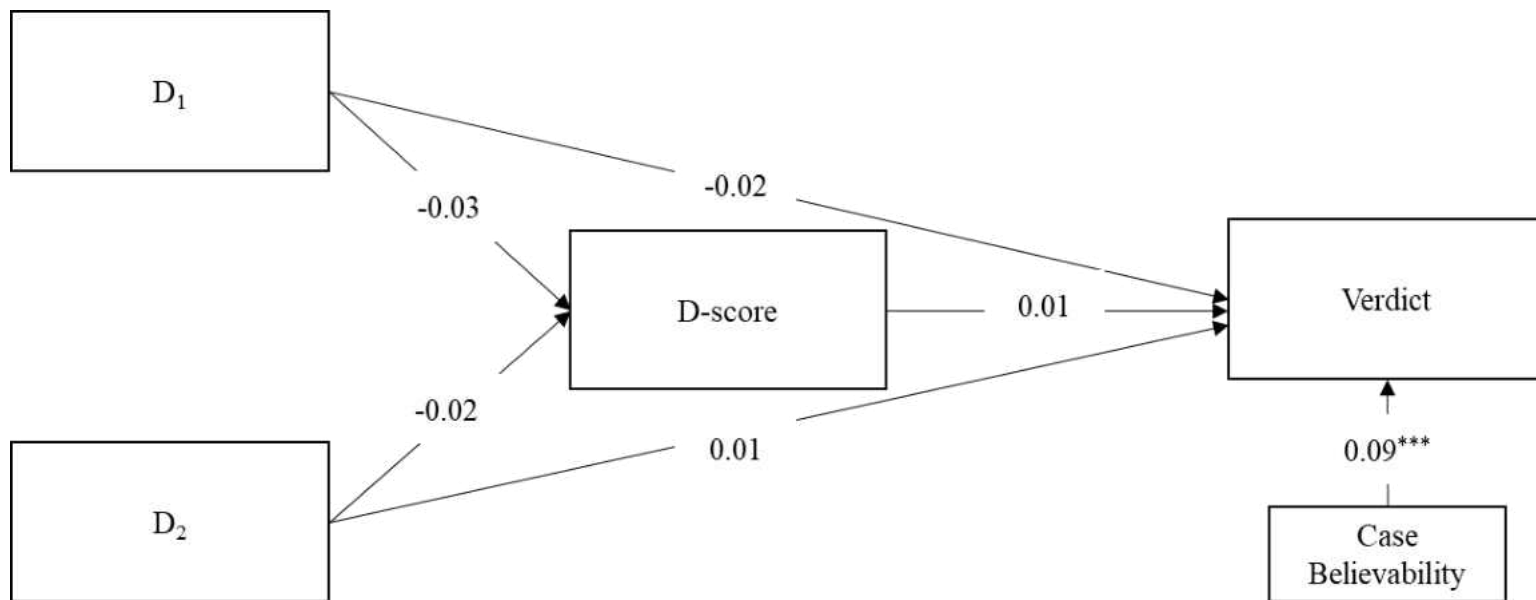 D₁
-0.02
-0.03
D-score
0.01
Verdict
-0.02
0.01
D₂
0.09***
Case
Believability